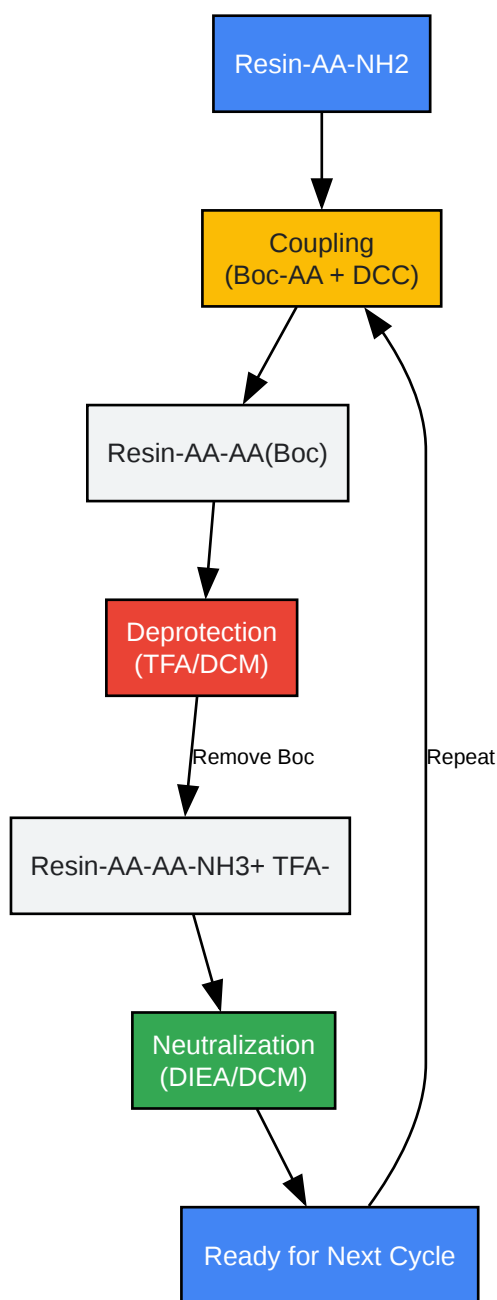 Resin-AA-NH2
Coupling
(Boc-AA + DCC)
Resin-AA-AA(Boc)
Deprotection
(TFA/DCM)
Remove Boc
Repeat
Resin-AA-AA-NH3+ TFA-
Neutralization
(DIEA/DCM)
Ready for Next Cycle